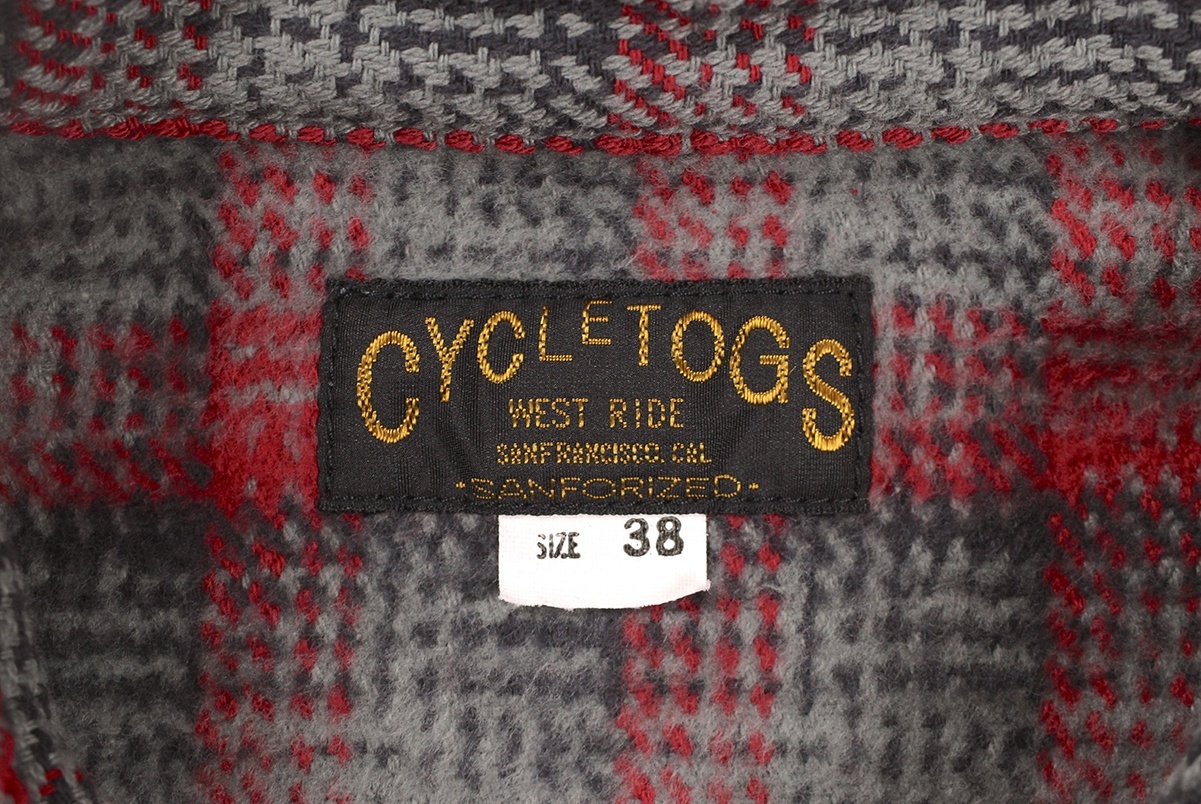 CYCLETOGS
WEST RIDE
SANFRANCISCO. CAL
·SANFORIZED·
SIZE 38